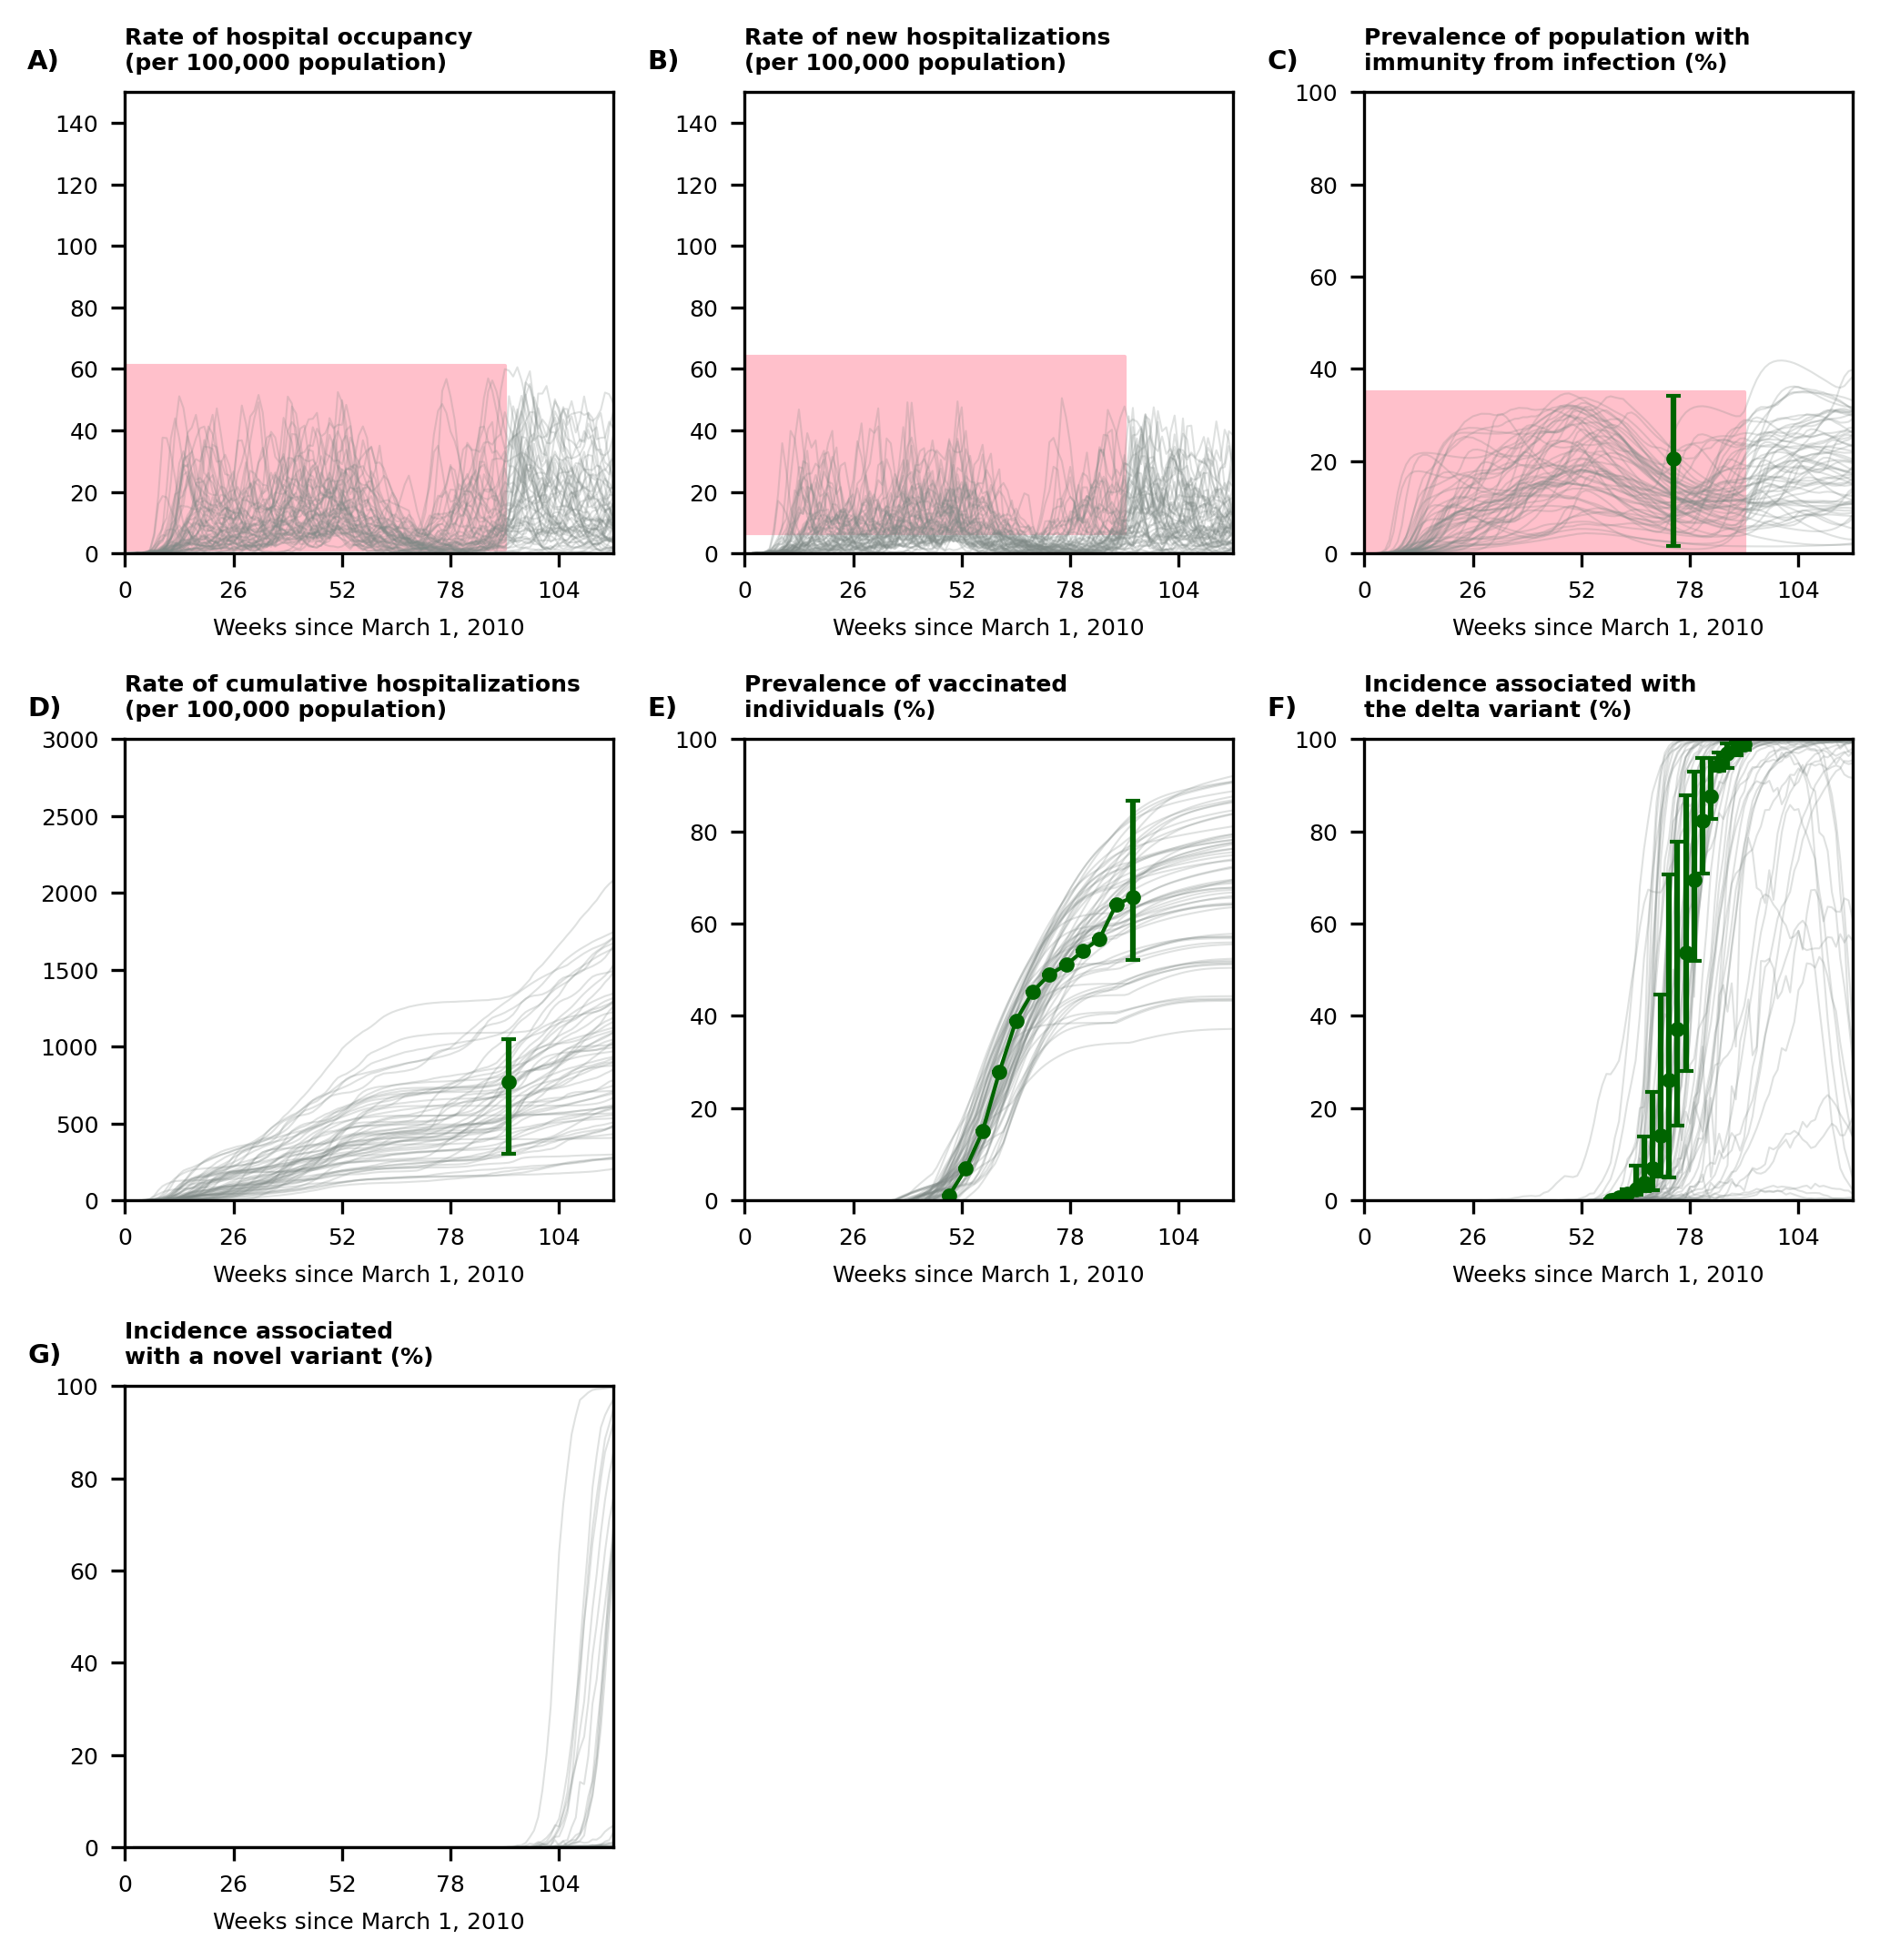 A)
Rate of hospital occupancy
(per 100,000 population)
140
120
100
80
60
40
20
0
0 26 52 78 104
Weeks since March 1, 2010
B)
Rate of new hospitalizations
(per 100,000 population)
140
120
100
80
60
40
20
0
0 26 52 78 104
Weeks since March 1, 2010
C)
Prevalence of population with
immunity from infection (%)
100
80
60
40
20
0
0 26 52 78 104
Weeks since March 1, 2010
D)
Rate of cumulative hospitalizations
(per 100,000 population)
3000
2500
2000
1500
1000
500
0
0 26 52 78 104
Weeks since March 1, 2010
E)
Prevalence of vaccinated
individuals (%)
100
80
60
40
20
0
0 26 52 78 104
Weeks since March 1, 2010
F)
Incidence associated with
the delta variant (%)
100
80
60
40
20
0
0 26 52 78 104
Weeks since March 1, 2010
G)
Incidence associated
with a novel variant (%)
100
80
60
40
20
0
0 26 52 78 104
Weeks since March 1, 2010